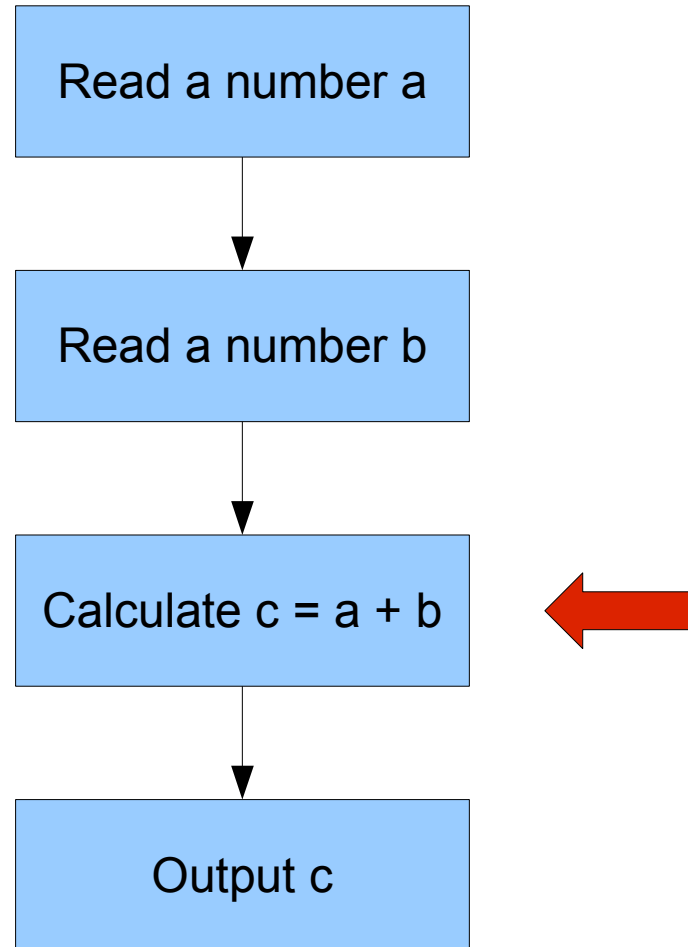 Read a number a
Read a number b
Calculate c = a + b
Output c